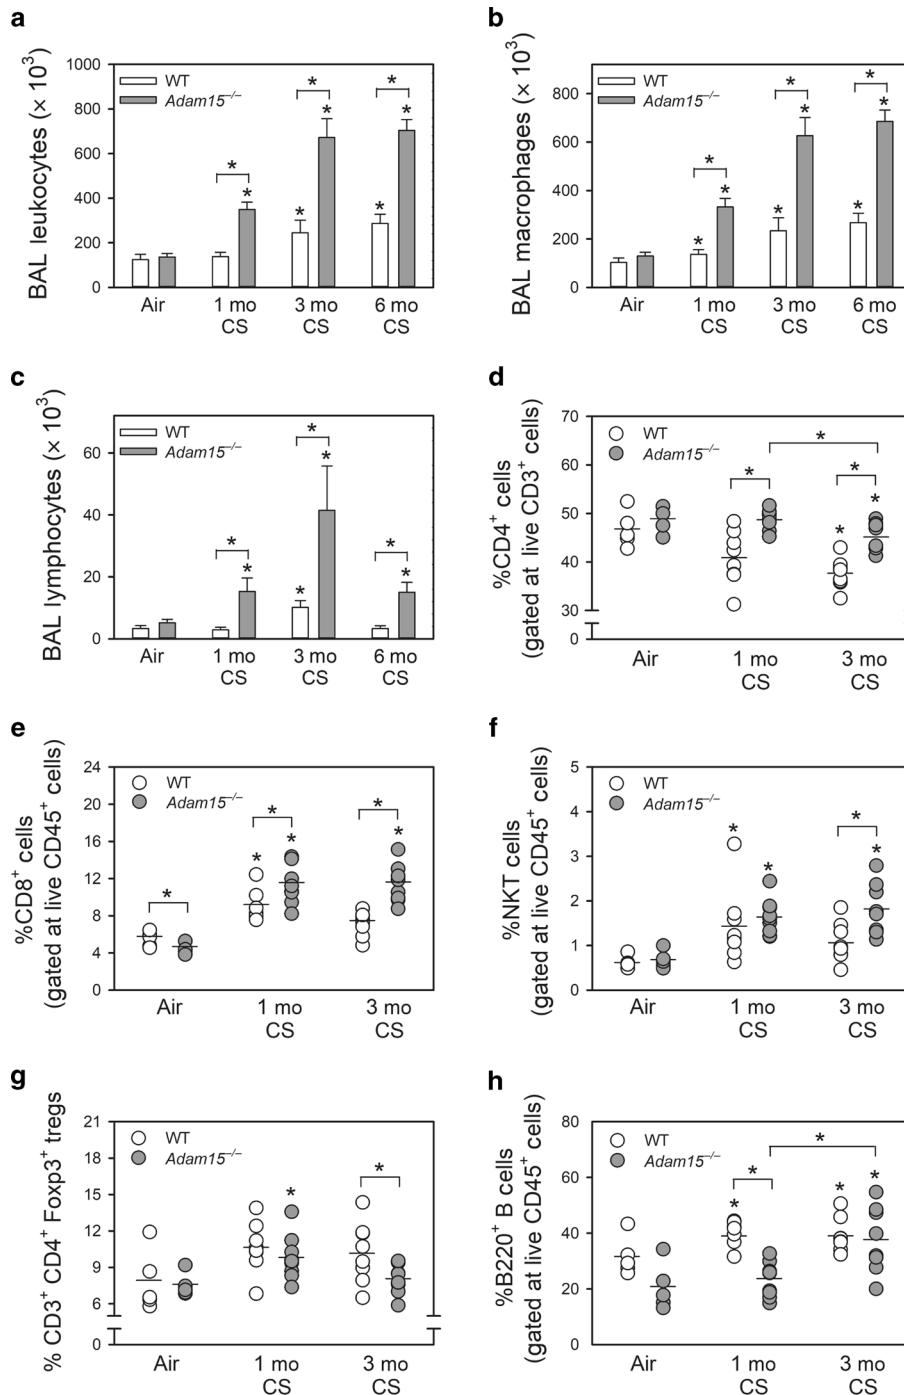 a
BAL leukocytes (× 10³)
1000
800
600
400
200
0
WT
Adam15⁻/⁻
* * * * * * * *
Air 1 mo 3 mo 6 mo
CS CS CS
b
BAL macrophages (× 10³)
800
600
400
200
0
WT
Adam15⁻/⁻
* * * * * * * * *
Air 1 mo 3 mo 6 mo
CS CS CS
c
BAL lymphocytes (× 10³)
60
40
20
0
WT
Adam15⁻/⁻
* * * * * * *
Air 1 mo 3 mo 6 mo
CS CS CS
d
%CD4⁺ cells
(gated at live CD3⁺ cells)
70
60
50
40
30
0
WT
Adam15⁻/⁻
* * * * *
Air 1 mo 3 mo
CS CS
e
%CD8⁺ cells
(gated at live CD45⁺ cells)
24
20
16
12
8
4
0
WT
Adam15⁻/⁻
* * * * * *
Air 1 mo 3 mo
CS CS
f
%NKT cells
(gated at live CD45⁺ cells)
5
4
3
2
1
0
WT
Adam15⁻/⁻
* * * *
Air 1 mo 3 mo
CS CS
g
% CD3⁺ CD4⁺ Foxp3⁺ tregs
21
18
15
12
9
6
0
WT
Adam15⁻/⁻
* *
Air 1 mo 3 mo
CS CS
h
%B220⁺ B cells
(gated at live CD45⁺ cells)
80
60
40
20
0
WT
Adam15⁻/⁻
* * * * *
Air 1 mo 3 mo
CS CS